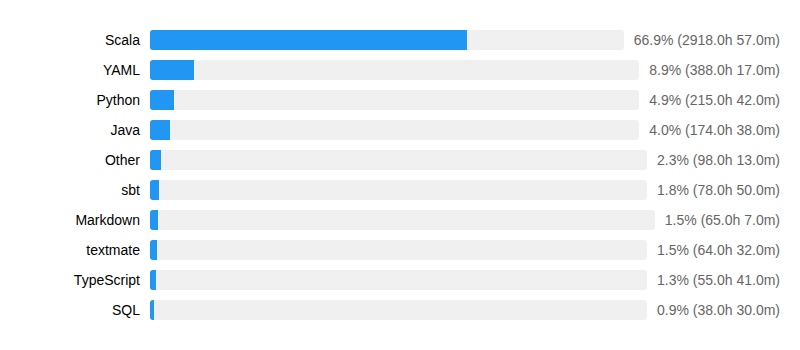 Scala 66.9% (2918.0h 57.0m)
YAML 8.9% (388.0h 17.0m)
Python 4.9% (215.0h 42.0m)
Java 4.0% (174.0h 38.0m)
Other 2.3% (98.0h 13.0m)
sbt 1.8% (78.0h 50.0m)
Markdown 1.5% (65.0h 7.0m)
textmate 1.5% (64.0h 32.0m)
TypeScript 1.3% (55.0h 41.0m)
SQL 0.9% (38.0h 30.0m)